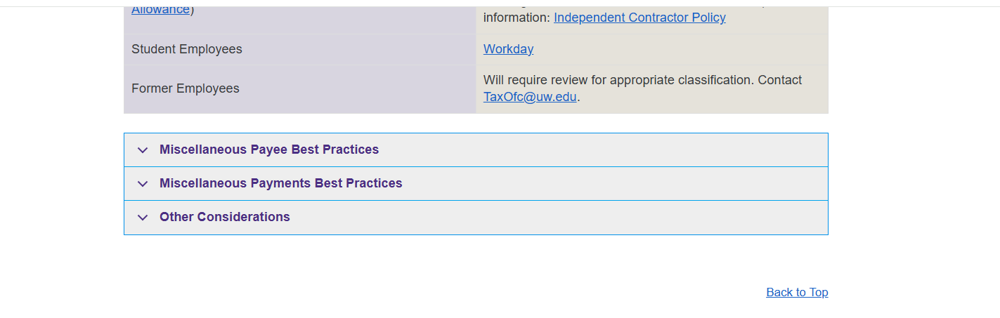 Allowance)
information: Independent Contractor Policy
Student Employees
Workday
Former Employees
Will require review for appropriate classification. Contact
TaxOfc@uw.edu.
Miscellaneous Payee Best Practices
Miscellaneous Payments Best Practices
Other Considerations
Back to Top